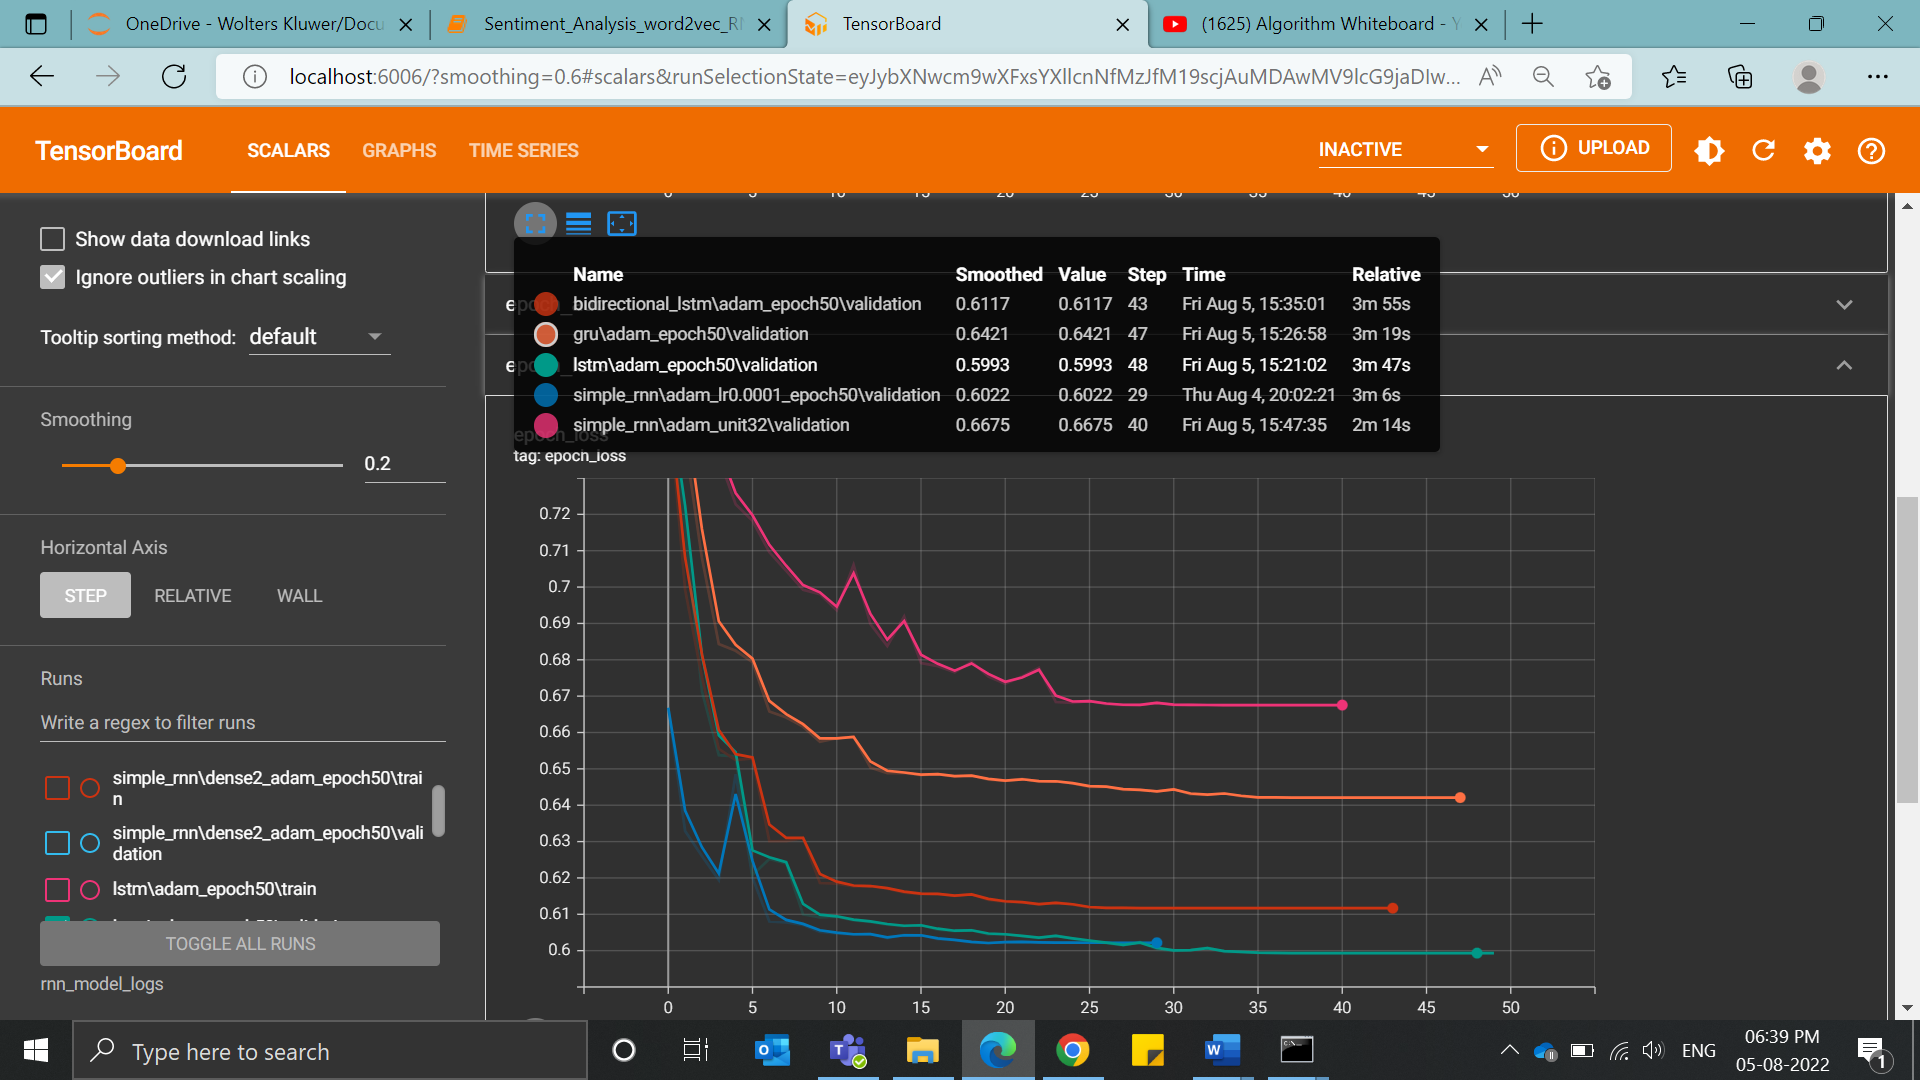 OneDrive - Wolters Kluwer/Docu
Sentiment_Analysis_word2vec_R
TensorBoard
(1625) Algorithm Whiteboard - Y
localhost:6006/?smoothing=0.6#scalars&runSelectionState=eyJybXNwcm9wXFxsYXllcnNfMzJfM19scjAuMDAwMV9lcG9jaDIw...
TensorBoard
SCALARS
GRAPHS
TIME SERIES
INACTIVE
UPLOAD
Show data download links
Ignore outliers in chart scaling
Tooltip sorting method: default
Smoothing
0.2
Horizontal Axis
STEP RELATIVE WALL
Runs
Write a regex to filter runs
simple_rnn\dense2_adam_epoch50\trai
n
simple_rnn\dense2_adam_epoch50\vali
dation
lstm\adam_epoch50\train
TOGGLE ALL RUNS
rnn_model_logs
Name Smoothed Value Step Time Relative
bidirectional_lstm\adam_epoch50\validation 0.6117 0.6117 43 Fri Aug 5, 15:35:01 3m 55s
gru\adam_epoch50\validation 0.6421 0.6421 47 Fri Aug 5, 15:26:58 3m 19s
lstm\adam_epoch50\validation 0.5993 0.5993 48 Fri Aug 5, 15:21:02 3m 47s
simple_rnn\adam_lr0.0001_epoch50\validation 0.6022 0.6022 29 Thu Aug 4, 20:02:21 3m 6s
simple_rnn\adam_unit32\validation 0.6675 0.6675 40 Fri Aug 5, 15:47:35 2m 14s
epoch_loss
tag: epoch_loss
0.72
0.71
0.7
0.69
0.68
0.67
0.66
0.65
0.64
0.63
0.62
0.61
0.6
0 5 10 15 20 25 30 35 40 45 50
Type here to search
ENG
06:39 PM
05-08-2022
1